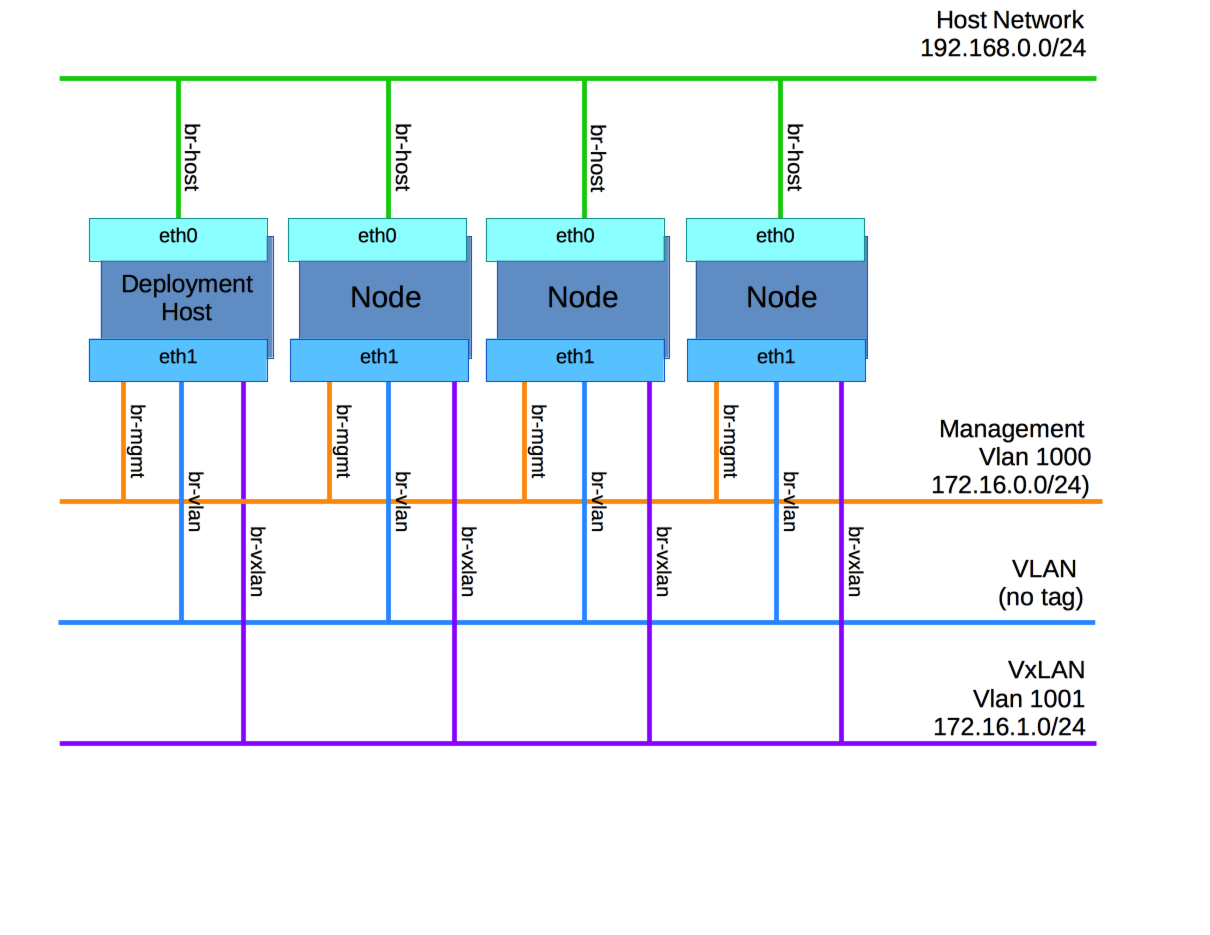 Host Network
192.168.0.0/24
br-host
br-host
br-host
br-host
eth0
eth0
eth0
eth0
Deployment
Host
Node
Node
Node
eth1
eth1
eth1
eth1
br-mgmt
br-mgmt
br-mgmt
br-mgmt
Management
Vlan 1000
172.16.0.0/24)
br-vlan
br-vlan
br-vlan
br-vlan
br-vxlan
br-vxlan
br-vxlan
br-vxlan
VLAN
(no tag)
VxLAN
Vlan 1001
172.16.1.0/24